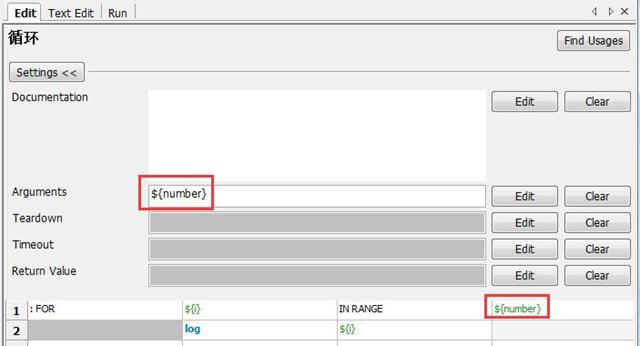 Edit Text Edit Run
循环
Find Usages
Settings <<
Documentation Edit Clear
Arguments ${number} Edit Clear
Teardown Edit Clear
Timeout Edit Clear
Return Value Edit Clear
1 : FOR ${i} IN RANGE ${number}
2 log ${i}